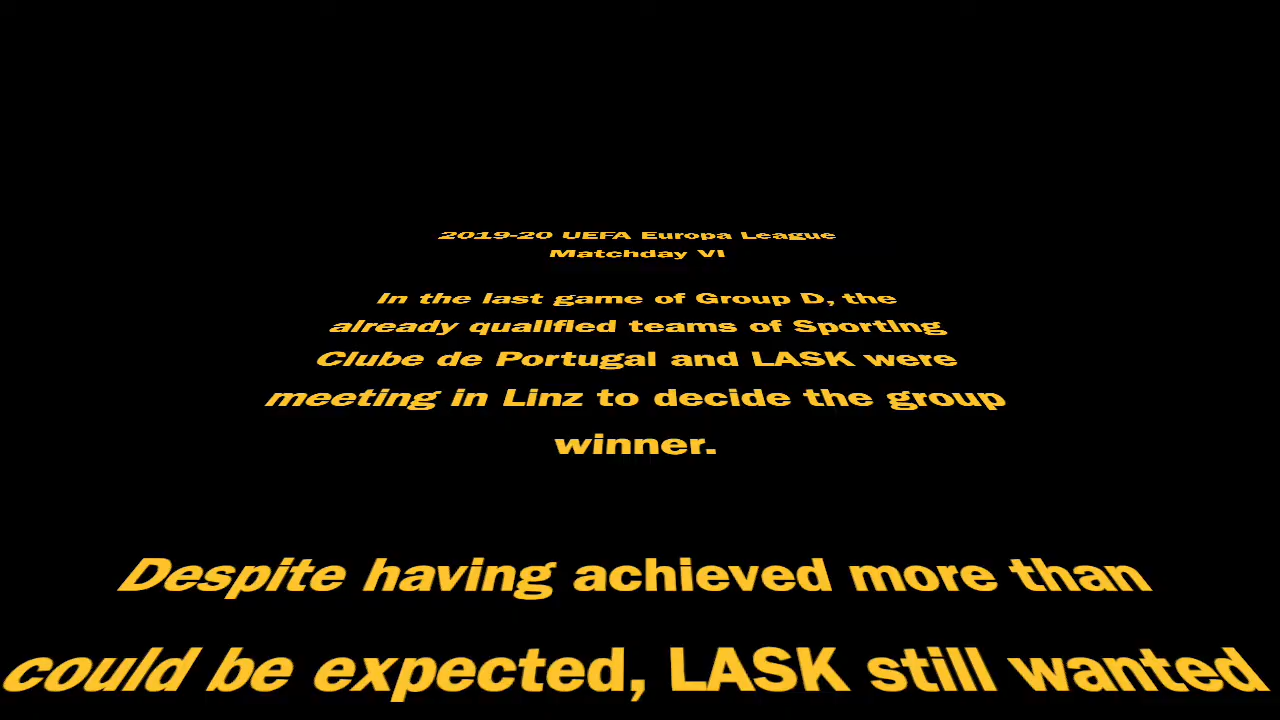 2019-20 UEFA Europa League
Matchday VI
In the last game of Group D, the
already qualified teams of Sporting
Clube de Portugal and LASK were
meeting in Linz to decide the group
winner.
Despite having achieved more than
could be expected, LASK still wanted